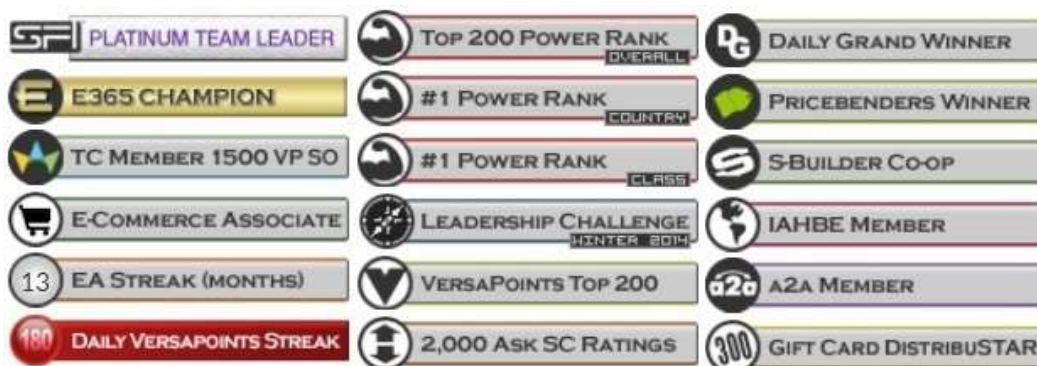 SFI PLATINUM TEAM LEADER
E E365 CHAMPION
TC MEMBER 1500 VP SO
E-COMMERCE ASSOCIATE
13 EA STREAK (MONTHS)
180 DAILY VERSAPOINTS STREAK
TOP 200 POWER RANK
OVERALL
#1 POWER RANK
COUNTRY
#1 POWER RANK
CLASS
LEADERSHIP CHALLENGE
WINTER 2014
V VERSAPOINTS TOP 200
2,000 ASK SC RATINGS
DG DAILY GRAND WINNER
PRICEBENDERS WINNER
S S-BUILDER CO-OP
IAHBE MEMBER
a2a A2A MEMBER
300 GIFT CARD DISTRIBUSTAR